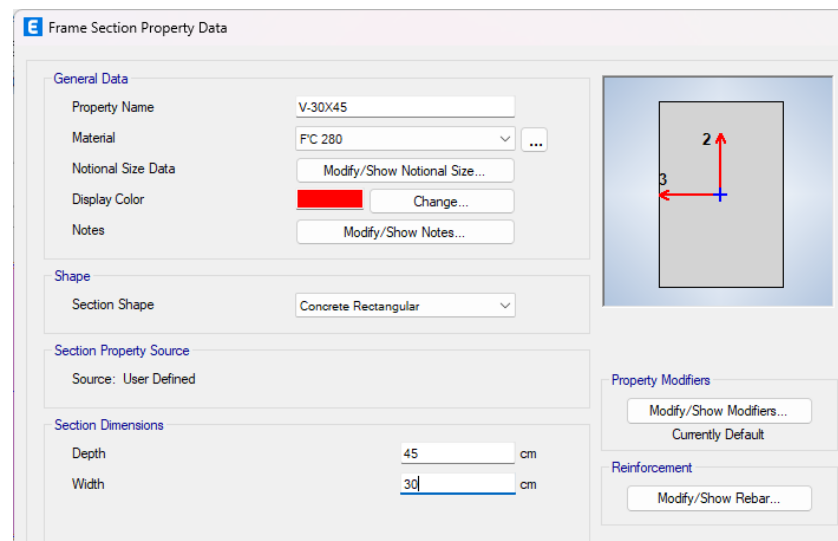 E Frame Section Property Data
General Data
Property Name V-30X45
Material F'C 280 ...
Notional Size Data Modify/Show Notional Size...
Display Color Change...
Notes Modify/Show Notes...
Shape
Section Shape Concrete Rectangular
Section Property Source
Source: User Defined
Section Dimensions
Depth 45 cm
Width 30 cm
2
3
Property Modifiers
Modify/Show Modifiers...
Currently Default
Reinforcement
Modify/Show Rebar...